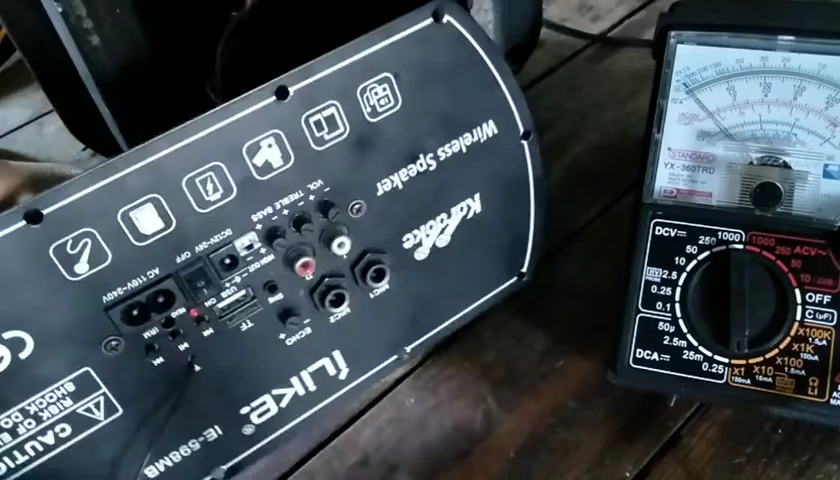 Wireless Speaker
Karaoke
VOL
TREBLE
BASS
DC12V-20V
OFF
AC 110V-240V
USB
TF
ECHO
MIC2
MIC1
iLIKE®
IE-598MB
CAUTION
RISK OF
SHOCK DO
CE
STANDARD
YX-360TRD
DCV
1000
250
50
10
2.5
0.25
0.1
50µ
2.5m
25m
0.25
DCA
ACV~
1000
250
50
10
OFF
C (µF)
x100K
x1K
x100
x10
x1